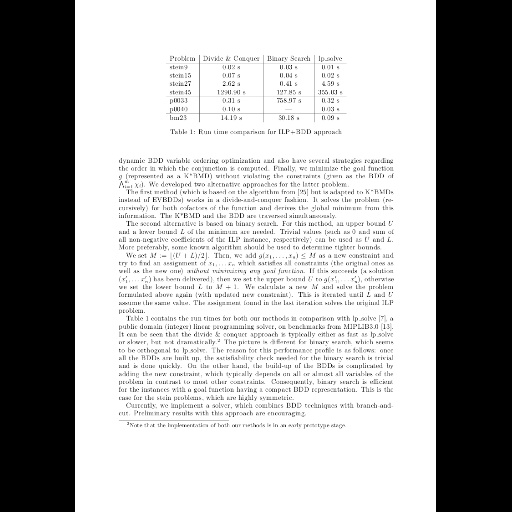 Problem Divide & Conquer Binary Search lp_solve
stein9 0.02 s 0.03 s 0.01 s
stein15 0.07 s 0.04 s 0.02 s
stein27 2.62 s 0.41 s 4.59 s
stein45 1290.90 s 127.85 s 355.03 s
p0033 0.31 s 758.97 s 0.32 s
p0040 0.10 s — 0.03 s
bm23 14.19 s 30.18 s 0.09 s
Table 1: Run time comparison for ILP+BDD approach
dynamic BDD variable ordering optimization and also have several strategies regarding
the order in which the conjunction is computed. Finally, we minimize the goal function
g (represented as a K*BMD) without violating the constraints (given as the BDD of
We developed two alternative approaches for the latter problem.
The first method (which is based on the algorithm from [25] but is adapted to K*BMDs
instead of EVBDDs) works in a divide-and-conquer fashion. It solves the problem (re-
cursively) for both cofactors of the function and derives the global minimum from this
information. The K*BMD and the BDD are traversed simultaneously.
The second alternative is based on binary search. For this method, an upper bound U
and a lower bound L of the minimum are needed. Trivial values (such as 0 and sum of
all non-negative coefficients of the ILP instance, respectively) can be used as U and L.
More preferably, some known algorithm should be used to determine tighter bounds.
We set M := ⌊(U + L)/2⌋. Then, we add g(x₁, . . . , xₙ) ≤ M as a new constraint and
try to find an assignment of x₁, . . . xₙ which satisfies all constraints (the original ones as
well as the new one) without minimizing any goal function. If this succeeds (a solution
(x′₁, . . . x′ₙ) has been delivered), then we set the upper bound U to g(x′₁, . . . x′ₙ), otherwise
we set the lower bound L to M + 1. We calculate a new M and solve the problem
formulated above again (with updated new constraint). This is iterated until L and U
assume the same value. The assignment found in the last iteration solves the original ILP
problem.
Table 1 contains the run times for both our methods in comparison with lp_solve [7], a
public domain (integer) linear programming solver, on benchmarks from MIPLIB3.0 [13].
It can be seen that the divide & conquer approach is typically either as fast as lp_solve
or slower, but not dramatically.² The picture is different for binary search, which seems
to be orthogonal to lp_solve. The reason for this performance profile is as follows: once
all the BDDs are built up, the satisfiability check needed for the binary search is trivial
and is done quickly. On the other hand, the build-up of the BDDs is complicated by
adding the new constraint, which typically depends on all or almost all variables of the
problem in contrast to most other constraints. Consequently, binary search is efficient
for the instances with a goal function having a compact BDD representation. This is the
case for the stein problems, which are highly symmetric.
Currently, we implement a solver, which combines BDD techniques with branch-and-
cut. Preliminary results with this approach are encouraging.
²Note that the implementation of both our methods is in an early prototype stage.